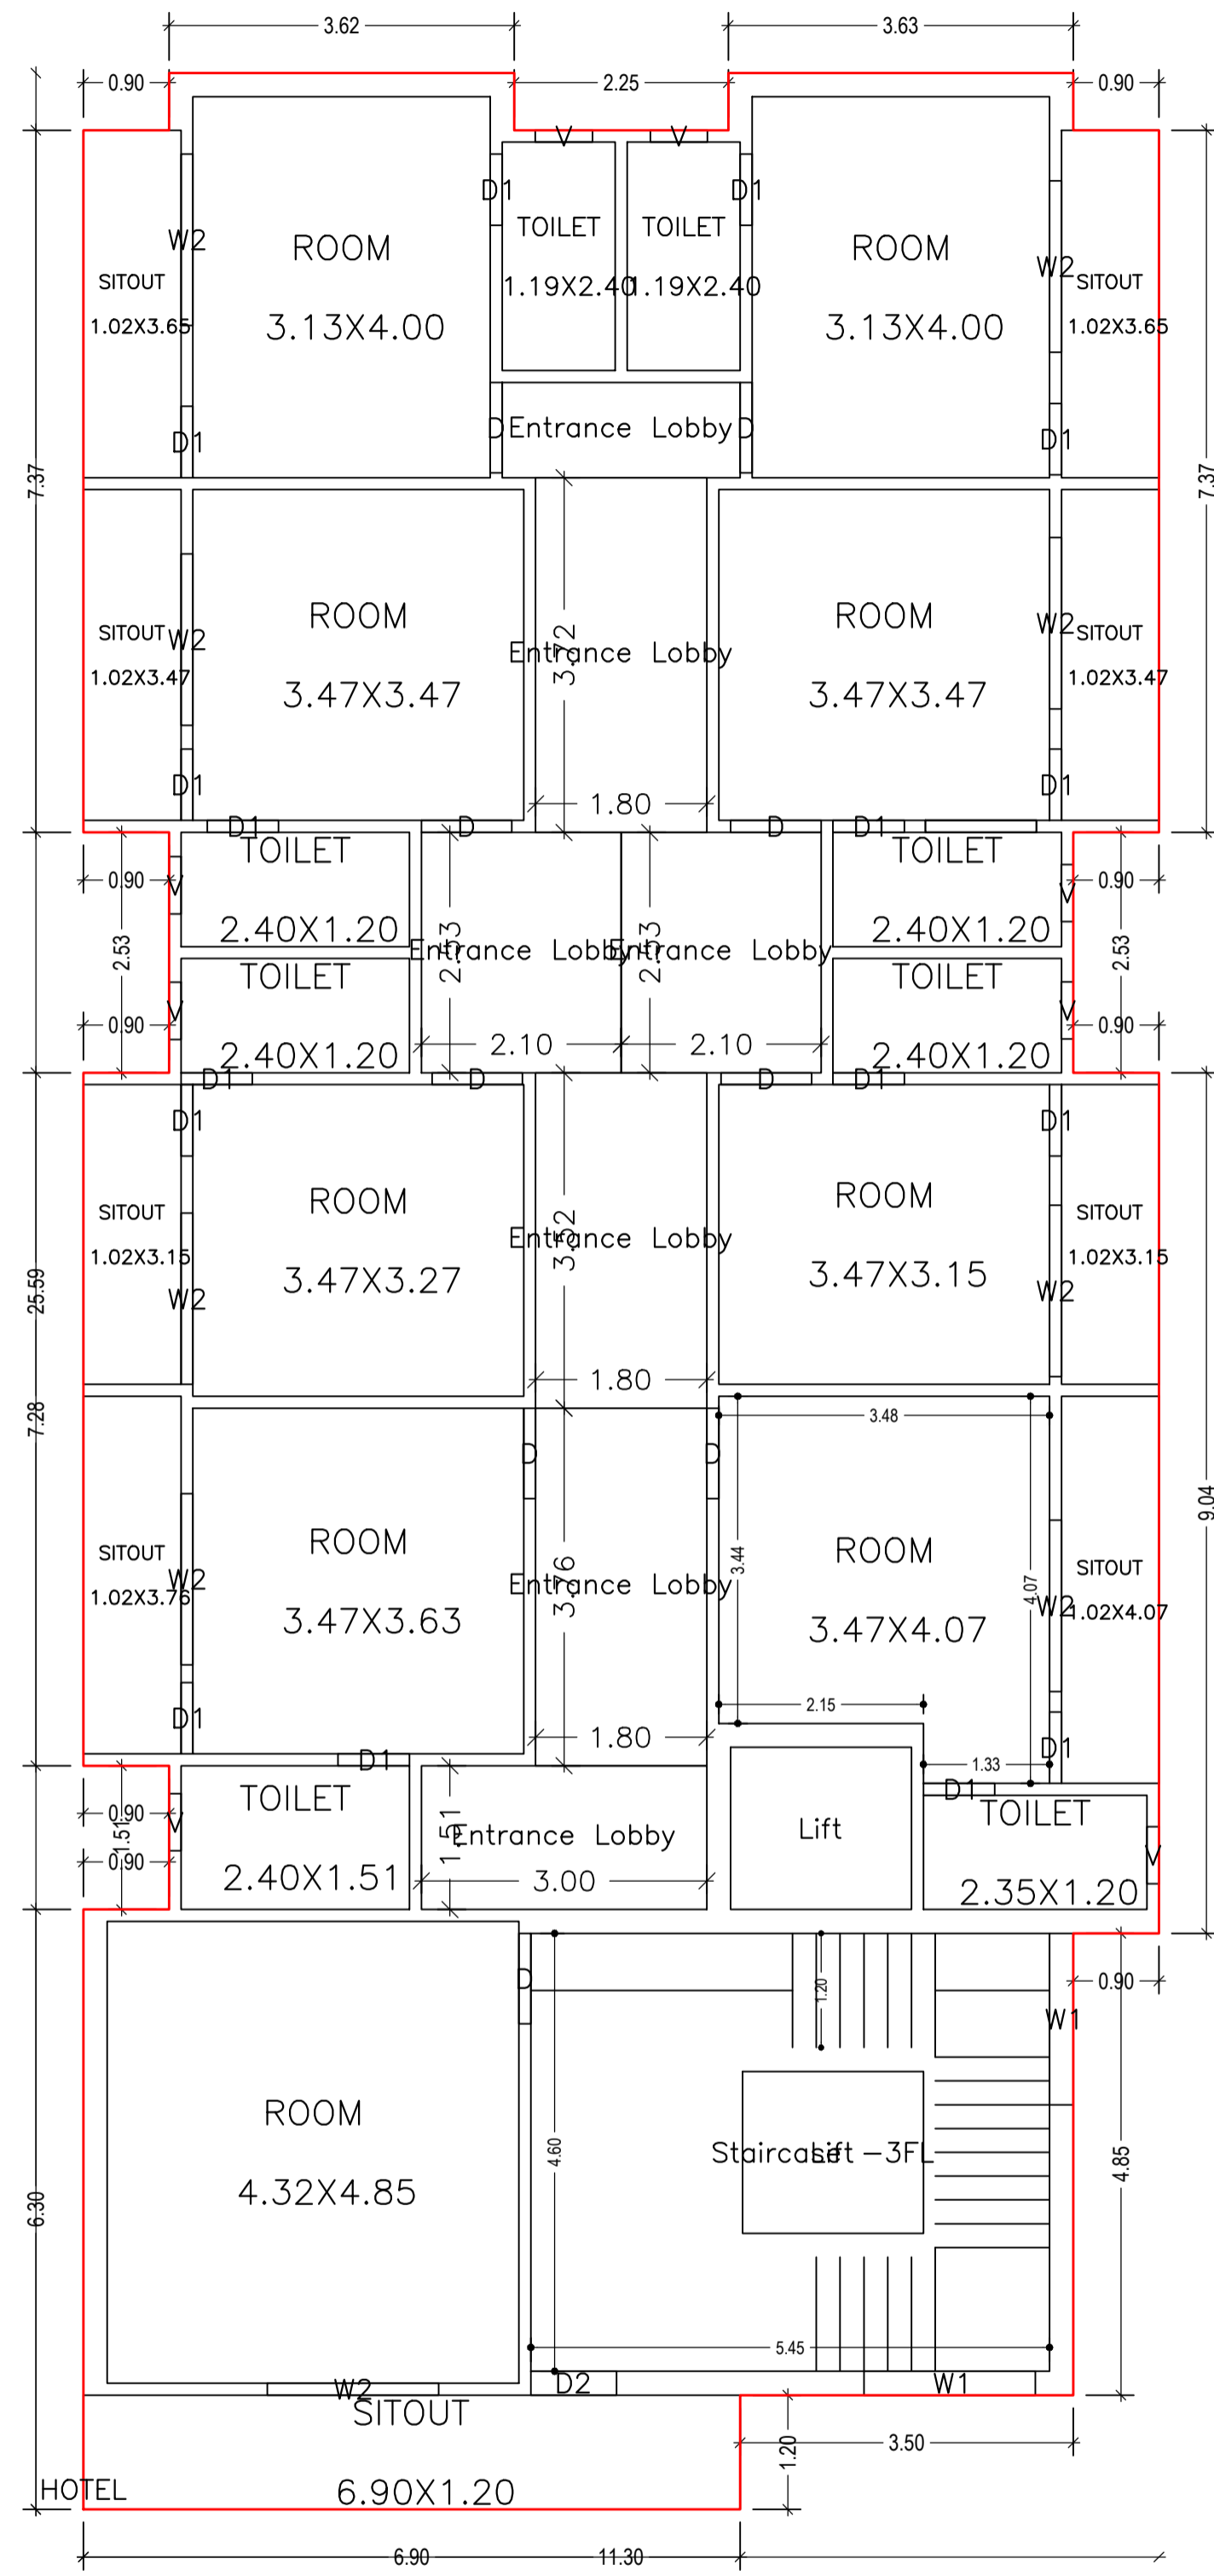 3.62
3.63
0.90
2.25
0.90
V
V
D1
D1
TOILET
TOILET
W2
ROOM
ROOM
W2
SITOUT
SITOUT
1.19X2.40
1.19X2.40
1.02X3.65
3.13X4.00
3.13X4.00
1.02X3.65
D1
D
Entrance Lobby
D
D1
7.37
7.37
W2
ROOM
ROOM
W2
SITOUT
SITOUT
3.72
Entrance Lobby
1.02X3.47
3.47X3.47
3.47X3.47
1.02X3.47
D1
D1
1.80
D1
D
D
D1
TOILET
TOILET
0.90
V
V
0.90
2.40X1.20
2.40X1.20
2.53
2.53
Entrance Lobby
2.53
Entrance Lobby
2.53
TOILET
TOILET
V
V
0.90
0.90
2.40X1.20
2.10
2.10
2.40X1.20
D1
D
D
D1
D1
D1
SITOUT
ROOM
ROOM
SITOUT
3.52
Entrance Lobby
1.02X3.15
3.47X3.27
3.47X3.15
1.02X3.15
25.59
W2
W2
1.80
7.28
3.48
D
D
9.04
SITOUT
ROOM
ROOM
SITOUT
3.44
4.07
W2
3.76
Entrance Lobby
W2
1.02X3.76
3.47X3.63
3.47X4.07
1.02X4.07
2.15
D1
1.80
D1
D1
1.33
D1
TOILET
TOILET
0.90
V
1.51
1.51
Entrance Lobby
Lift
V
0.90
2.40X1.51
3.00
2.35X1.20
D
1.20
0.90
W1
ROOM
4.60
Staircase
Lift
-3FL
4.85
4.32X4.85
6.30
5.45
W2
D2
W1
SITOUT
1.20
3.50
HOTEL
6.90X1.20
6.90
11.30